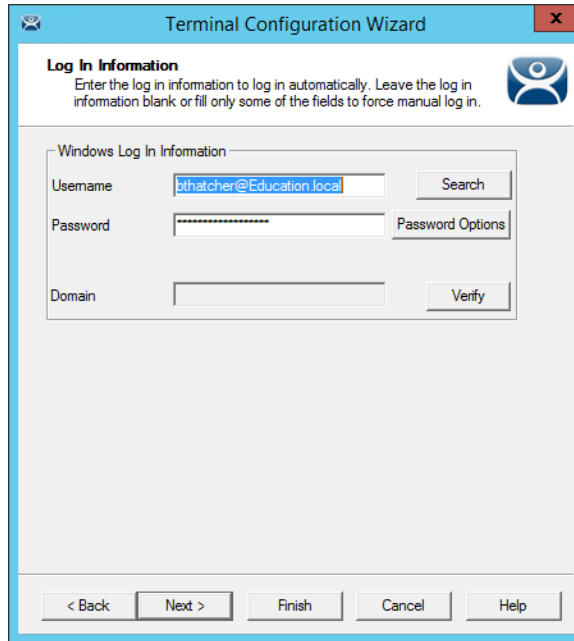 Terminal Configuration Wizard
x
Log In Information
Enter the log in information to log in automatically. Leave the log in
information blank or fill only some of the fields to force manual log in.
Windows Log In Information
Username bthatcher@Education.local Search
Password ****************** Password Options
Domain Verify
< Back Next > Finish Cancel Help